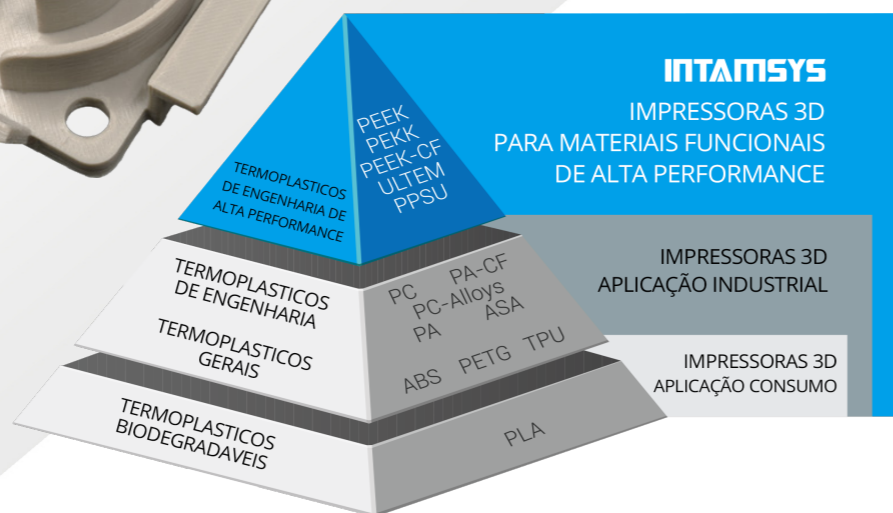 INTAMSYS
IMPRESSORAS 3D
PARA MATERIAIS FUNCIONAIS
DE ALTA PERFORMANCE
TERMOPLASTICOS
DE ENGENHARIA DE
ALTA PERFORMANCE
PEEK
PEKK
PEEK-CF
ULTEM
PPSU
IMPRESSORAS 3D
APLICAÇÃO INDUSTRIAL
TERMOPLASTICOS
DE ENGENHARIA
TERMOPLASTICOS
GERAIS
PC PA-CF
PC-Alloys
PA ASA
ABS PETG TPU
IMPRESSORAS 3D
APLICAÇÃO CONSUMO
TERMOPLASTICOS
BIODEGRADAVEIS
PLA